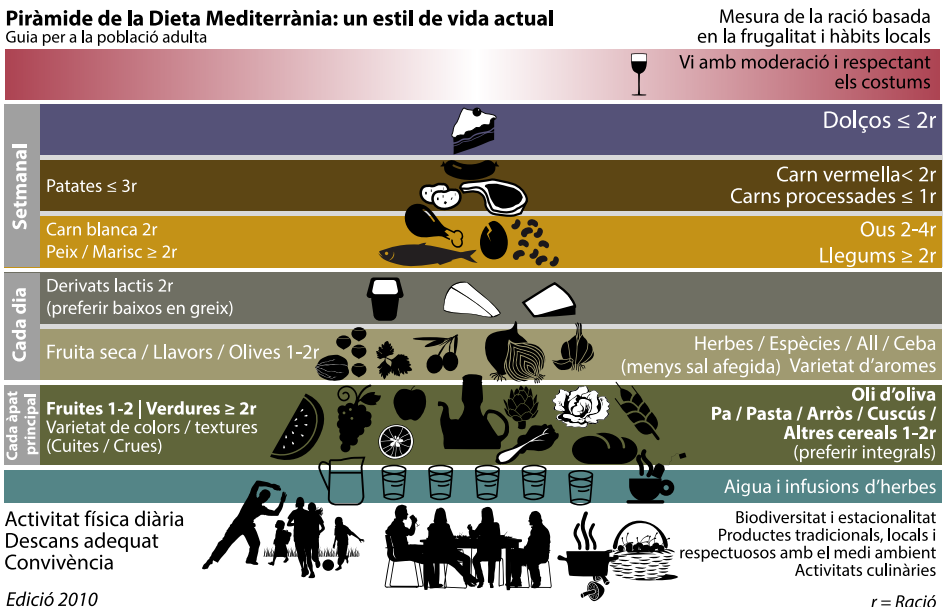 Piràmide de la Dieta Mediterrània: un estil de vida actual
Guia per a la població adulta
Mesura de la ració basada
en la frugalitat i hàbits locals
Vi amb moderació i respectant
els costums
Setmanal
Dolços ≤ 2r
Patates ≤ 3r
Carn vermella< 2r
Carns processades ≤ 1r
Carn blanca 2r
Peix / Marisc ≥ 2r
Ous 2-4r
Llegums ≥ 2r
Cada dia
Derivats lactis 2r
(preferir baixos en greix)
Fruita seca / Llavors / Olives 1-2r
Herbes / Espècies / All / Ceba
(menys sal afegida) Varietat d'aromes
Cada àpat
principal
Fruites 1-2 | Verdures ≥ 2r
Varietat de colors / textures
(Cuites / Crues)
Oli d'oliva
Pa / Pasta / Arròs / Cuscús /
Altres cereals 1-2r
(preferir integrals)
Aigua i infusions d'herbes
Activitat física diària
Descans adequat
Convivència
Biodiversitat i estacionalitat
Productes tradicionals, locals i
respectuosos amb el medi ambient
Activitats culinàries
Edició 2010
r = Ració